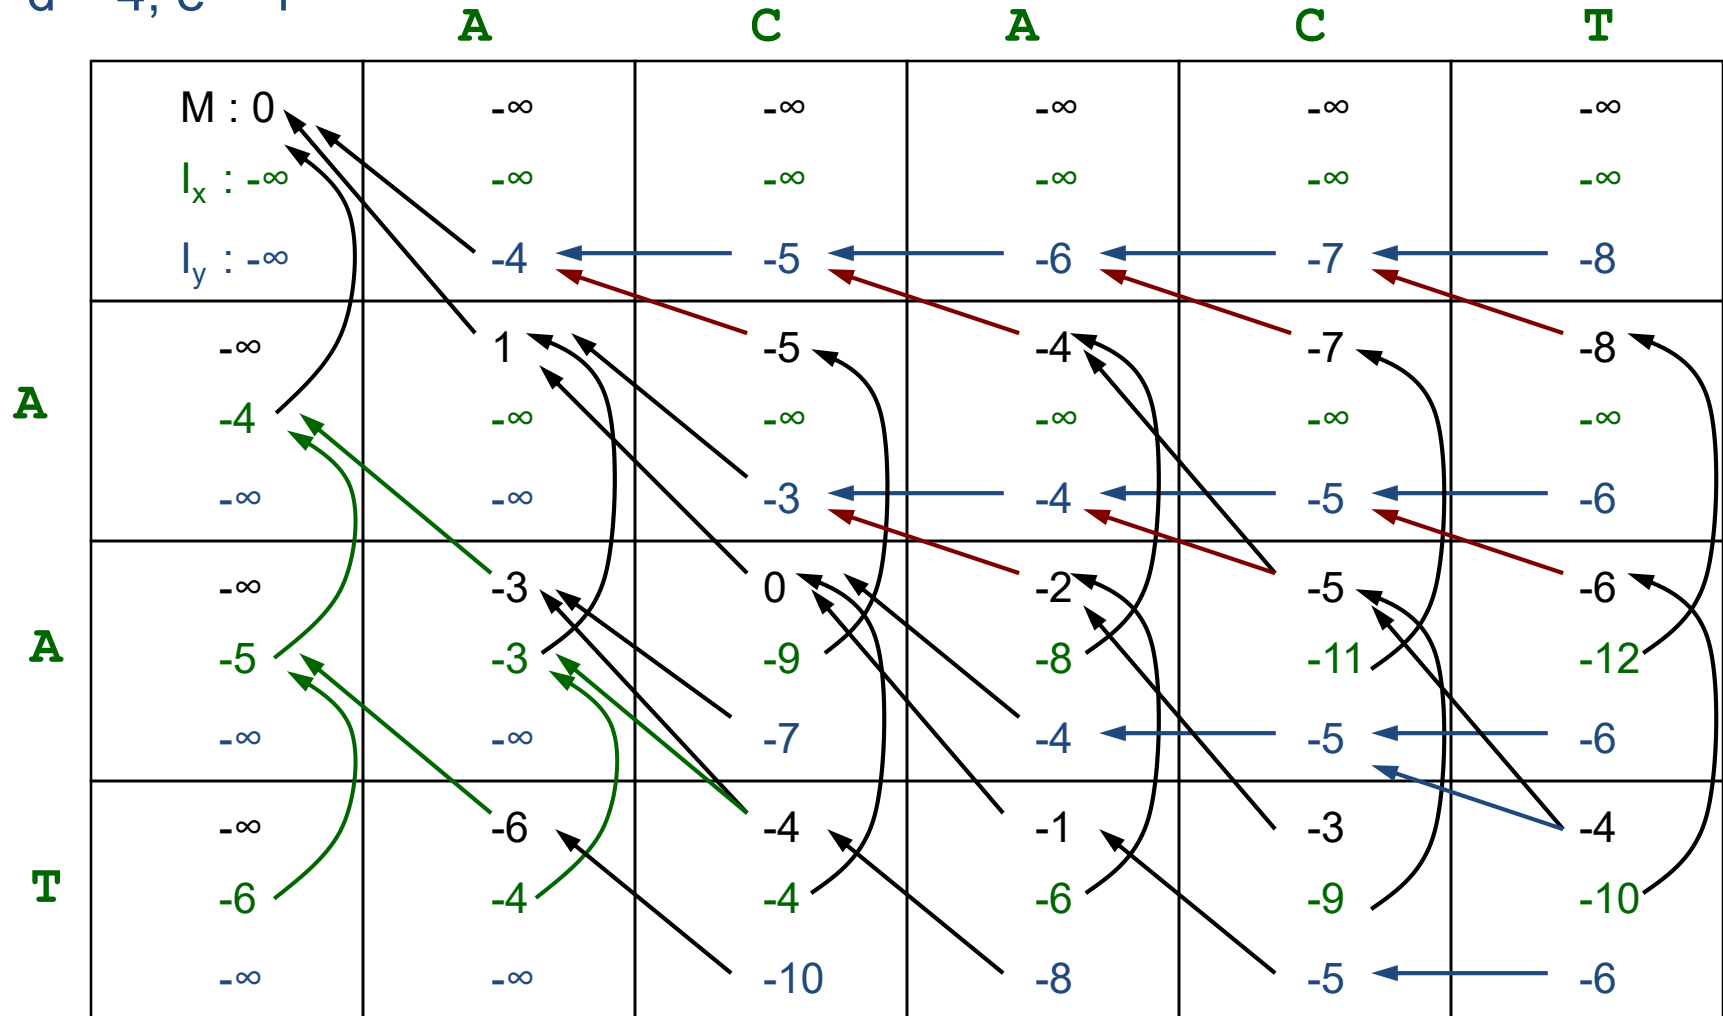 A C A C T
M : 0 -∞ -∞ -∞ -∞ -∞
Ix : -∞ -∞ -∞ -∞ -∞ -∞
Iy : -∞ -4 -5 -6 -7 -8
-∞ 1 -5 -4 -7 -8
A -4 -∞ -∞ -∞ -∞ -∞
-∞ -∞ -3 -4 -5 -6
-∞ -3 0 -2 -5 -6
A -5 -3 -9 -8 -11 -12
-∞ -∞ -7 -4 -5 -6
-∞ -6 -4 -1 -3 -4
T -6 -4 -4 -6 -9 -10
-∞ -∞ -10 -8 -5 -6